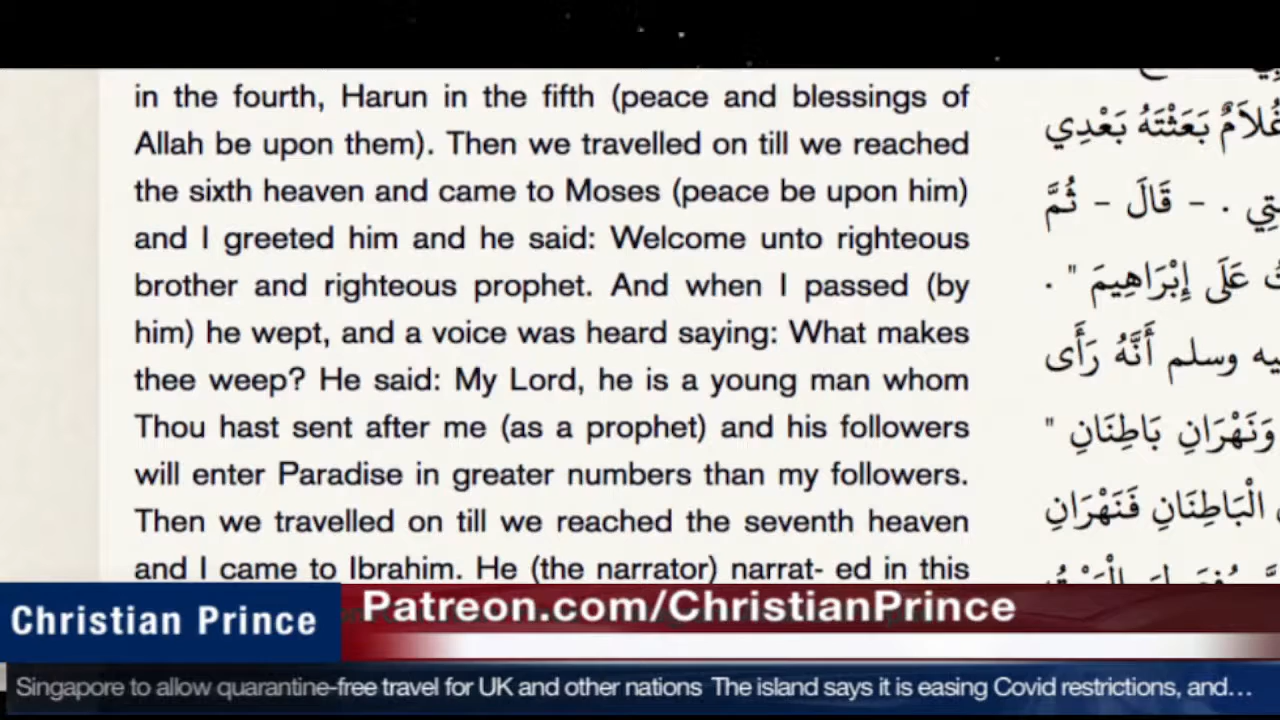 in the fourth, Harun in the fifth (peace and blessings of
Allah be upon them). Then we travelled on till we reached
the sixth heaven and came to Moses (peace be upon him)
and I greeted him and he said: Welcome unto righteous
brother and righteous prophet. And when I passed (by
him) he wept, and a voice was heard saying: What makes
thee weep? He said: My Lord, he is a young man whom
Thou hast sent after me (as a prophet) and his followers
will enter Paradise in greater numbers than my followers.
Then we travelled on till we reached the seventh heaven
and I came to Ibrahim. He (the narrator) narrat- ed in this
غُلاَمٌ بَعَثْتَهُ بَعْدِي
. - قَالَ - ثُمَّ
عَلَى إِبْرَاهِيمَ " .
وسلم أَنَّهُ رَأَى
وَنَهْرَانِ بَاطِنَانِ "
الْبَاطِنَانِ فَنَهْرَانِ
Christian Prince
Patreon.com/ChristianPrince
Singapore to allow quarantine-free travel for UK and other nations The island says it is easing Covid restrictions, and...